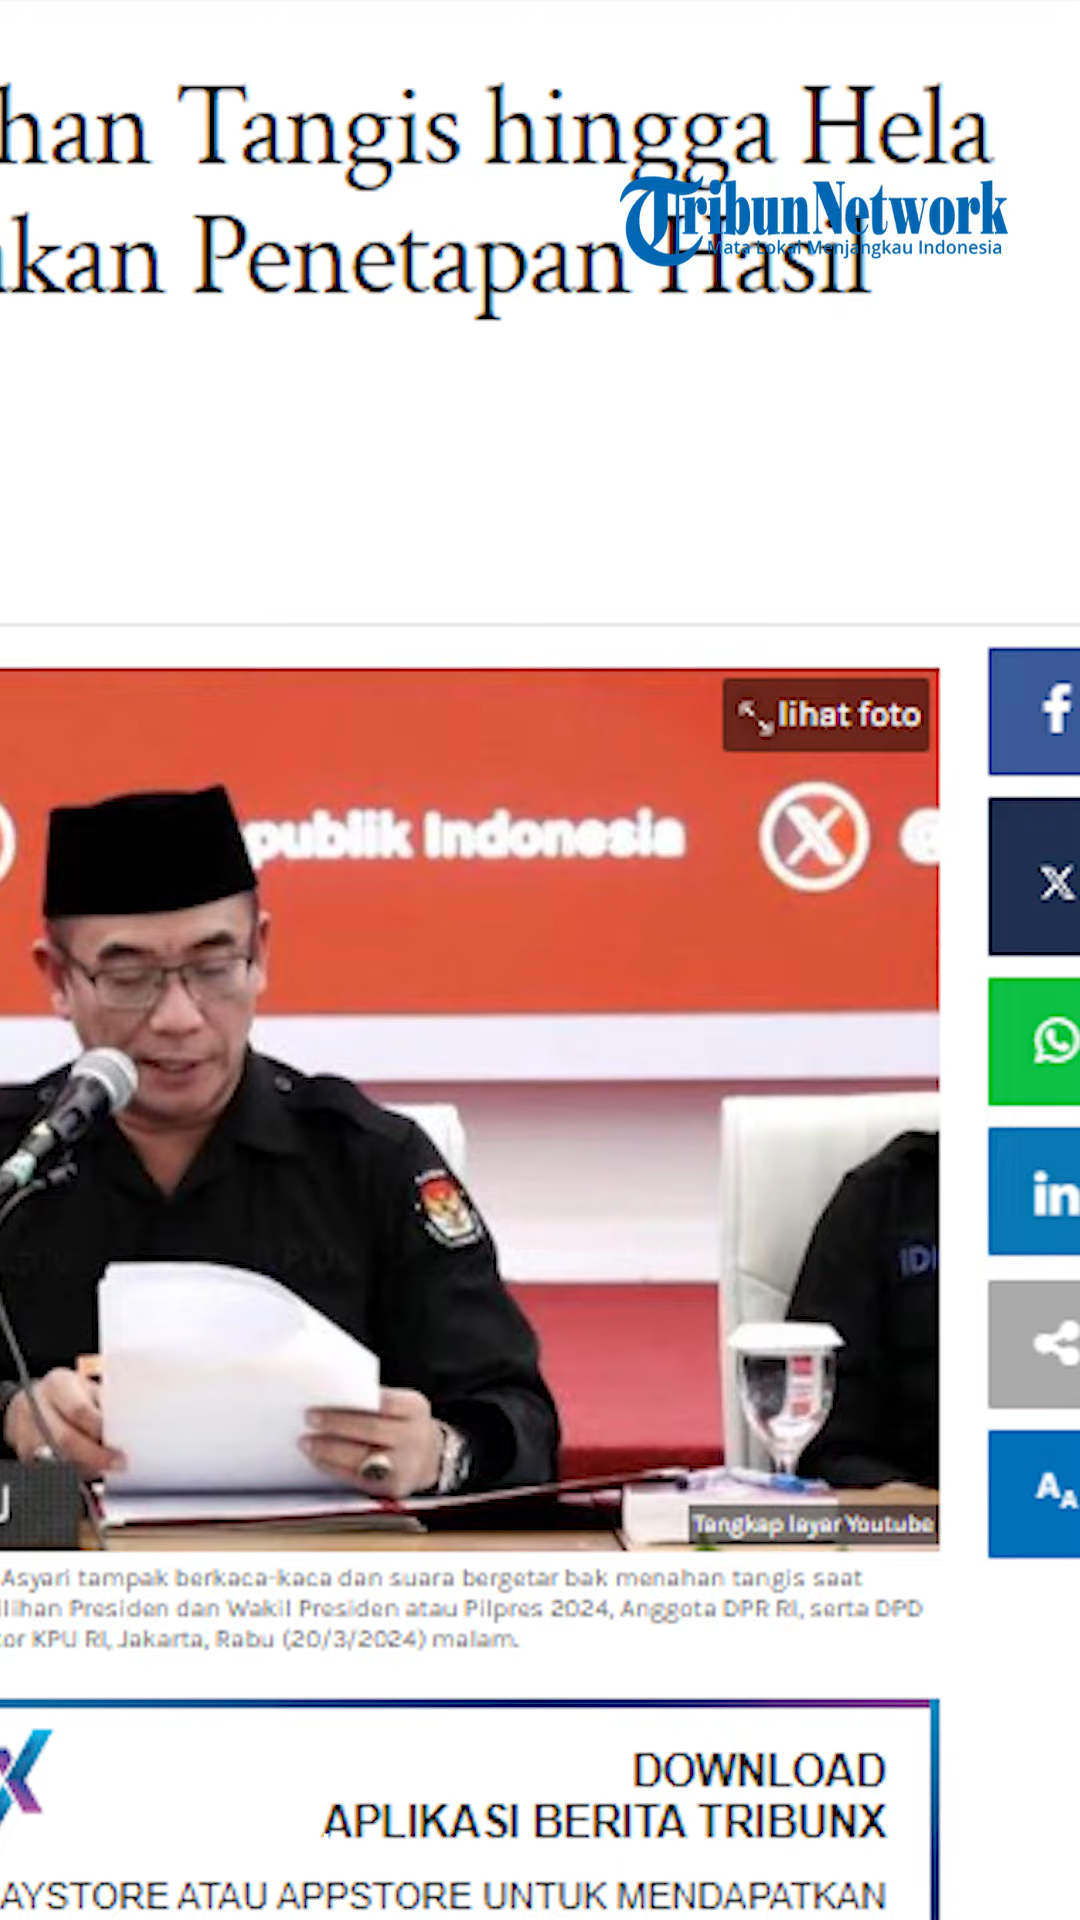 han Tangis hingga Hela
TribunNetwork
Mata Lokal Menjangkau Indonesia
kan Penetapan Hasil
lihat foto
publik Indonesia
X
@
f
X
in
IDI
J
Tangkap layar Youtube
Asyari tampak berkaca-kaca dan suara bergetar bak menahan tangis saat
ilihan Presiden dan Wakil Presiden atau Pilpres 2024, Anggota DPR RI, serta DPD
tor KPU RI, Jakarta, Rabu (20/3/2024) malam.
A A
X
DOWNLOAD
APLIKASI BERITA TRIBUNX
AYSTORE ATAU APPSTORE UNTUK MENDAPATKAN